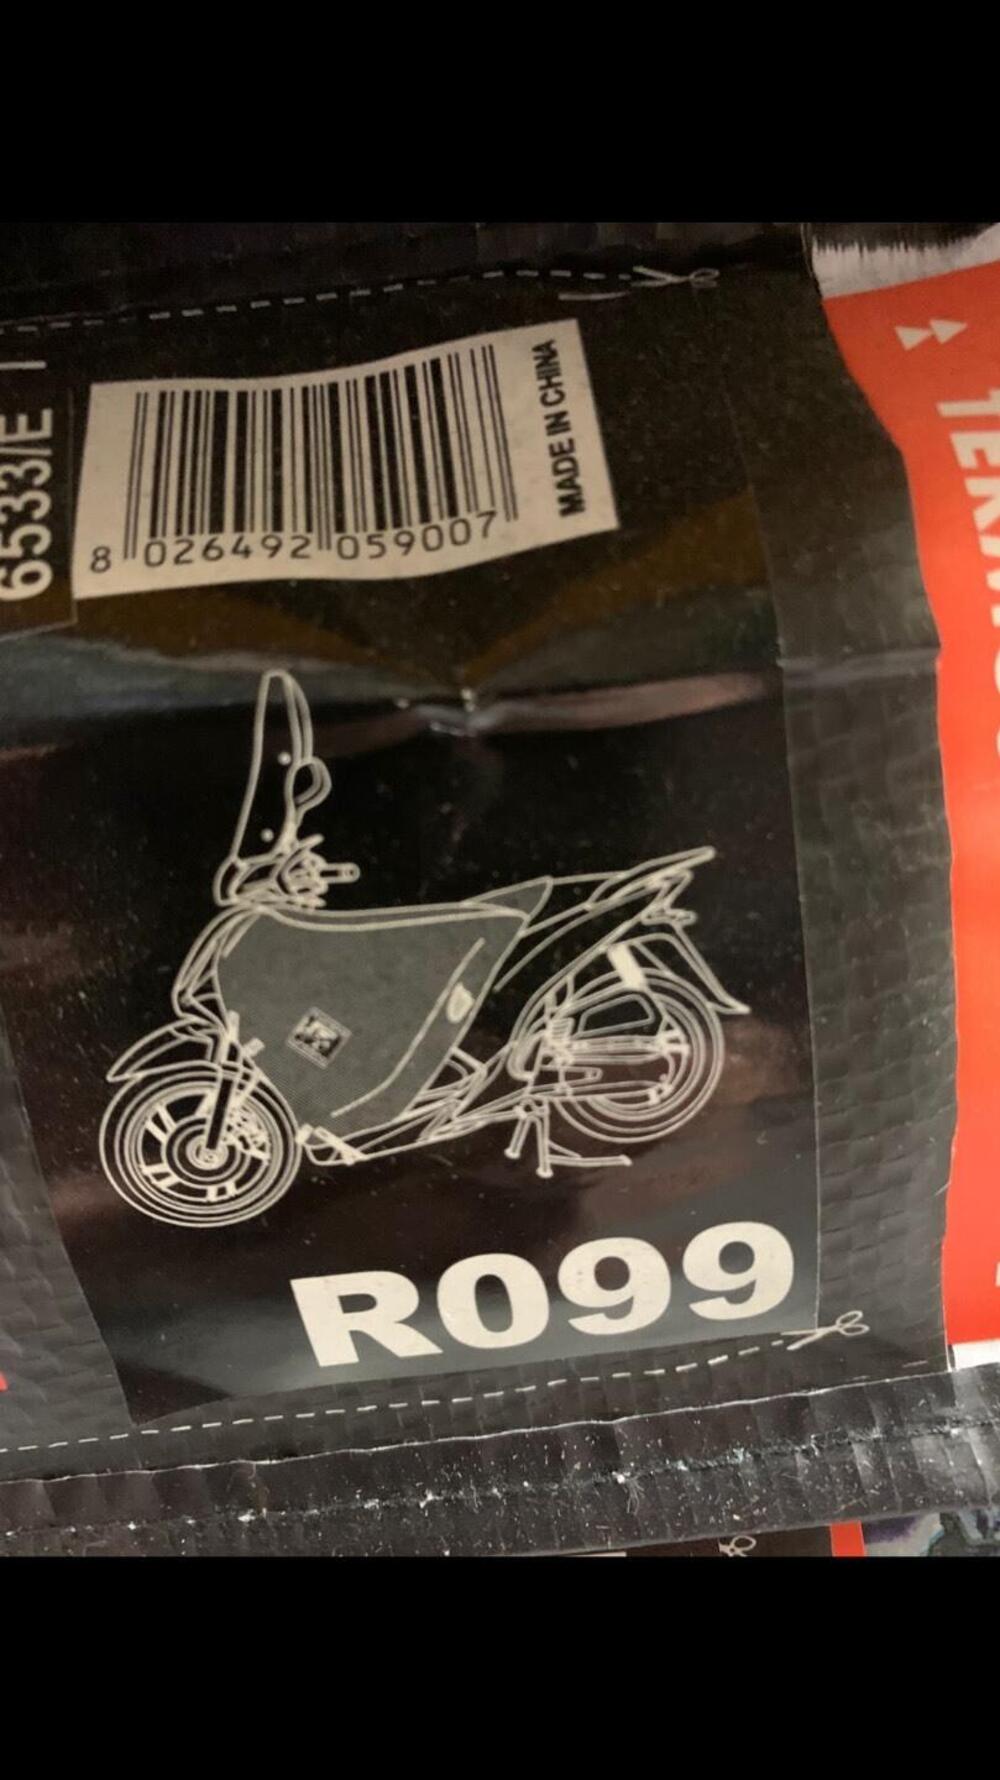 6533/E
MADE IN CHINA
8 026492 059007
R099